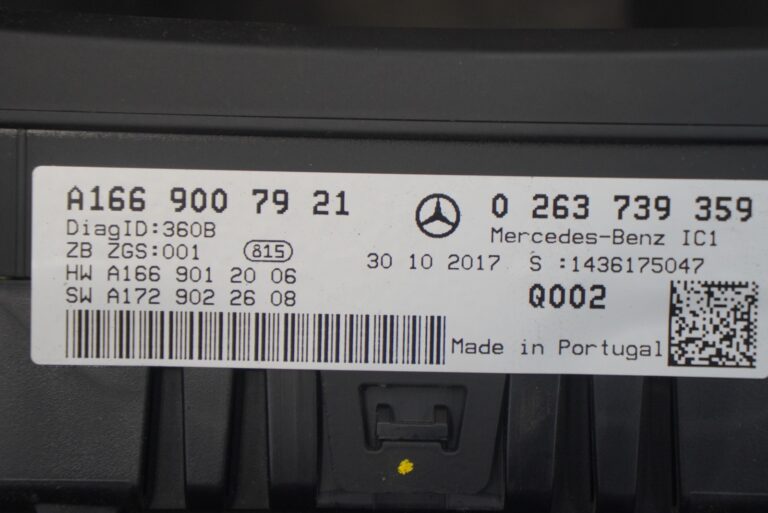 A166 900 79 21
DiagID:360B
ZB ZGS:001 815
HW A166 901 20 06
SW A172 902 26 08
0 263 739 359
Mercedes-Benz IC1
30 10 2017 S :1436175047
Q002
Made in Portugal